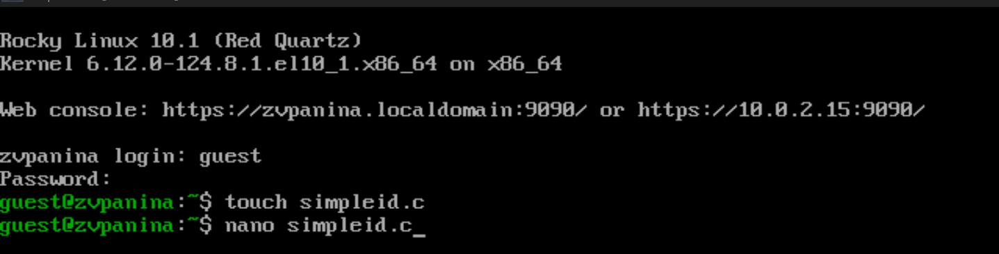 Rocky Linux 10.1 (Red Quartz)
Kernel 6.12.0-124.8.1.el10_1.x86_64 on x86_64
Web console: https://zvpanina.localdomain:9090/ or https://10.0.2.15:9090/
zvpanina login: guest
Password:
guest@zvpanina:~$ touch simpleid.c
guest@zvpanina:~$ nano simpleid.c_